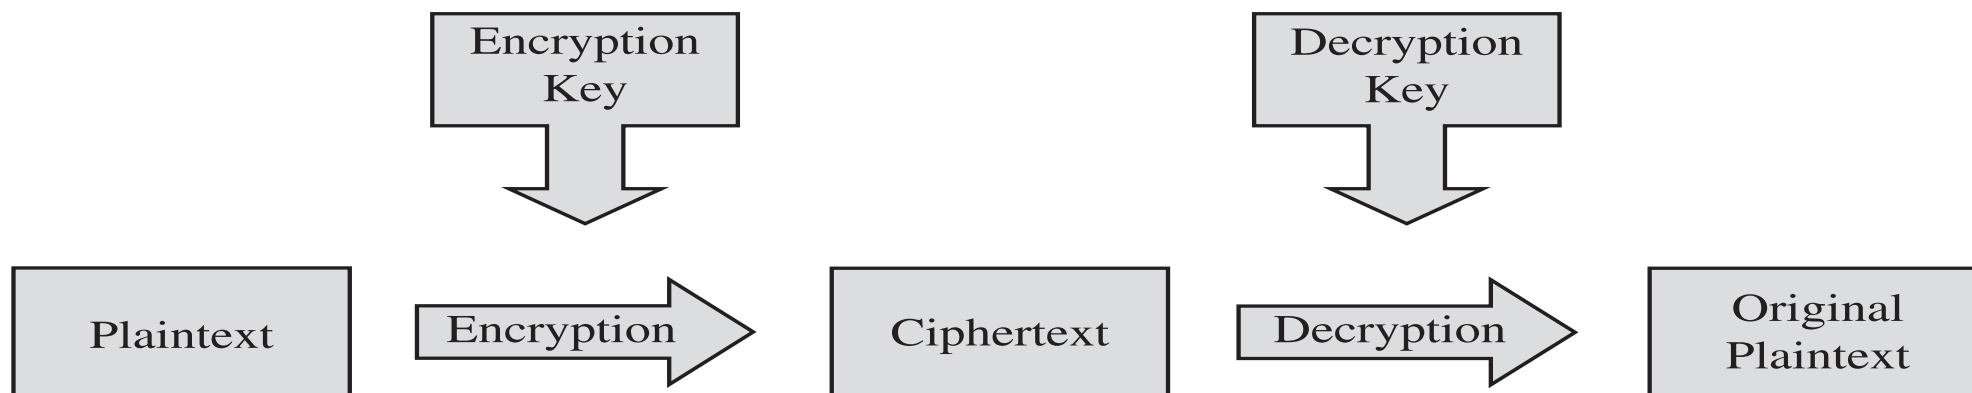 Encryption
Key
Decryption
Key
Plaintext
Encryption
Ciphertext
Decryption
Original
Plaintext